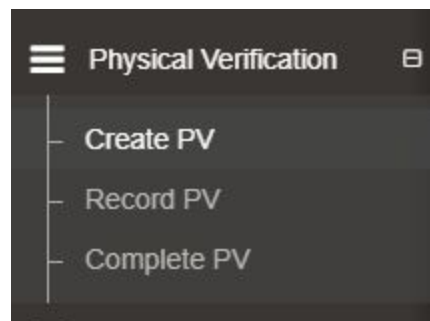 Physical Verification
Create PV
Record PV
Complete PV